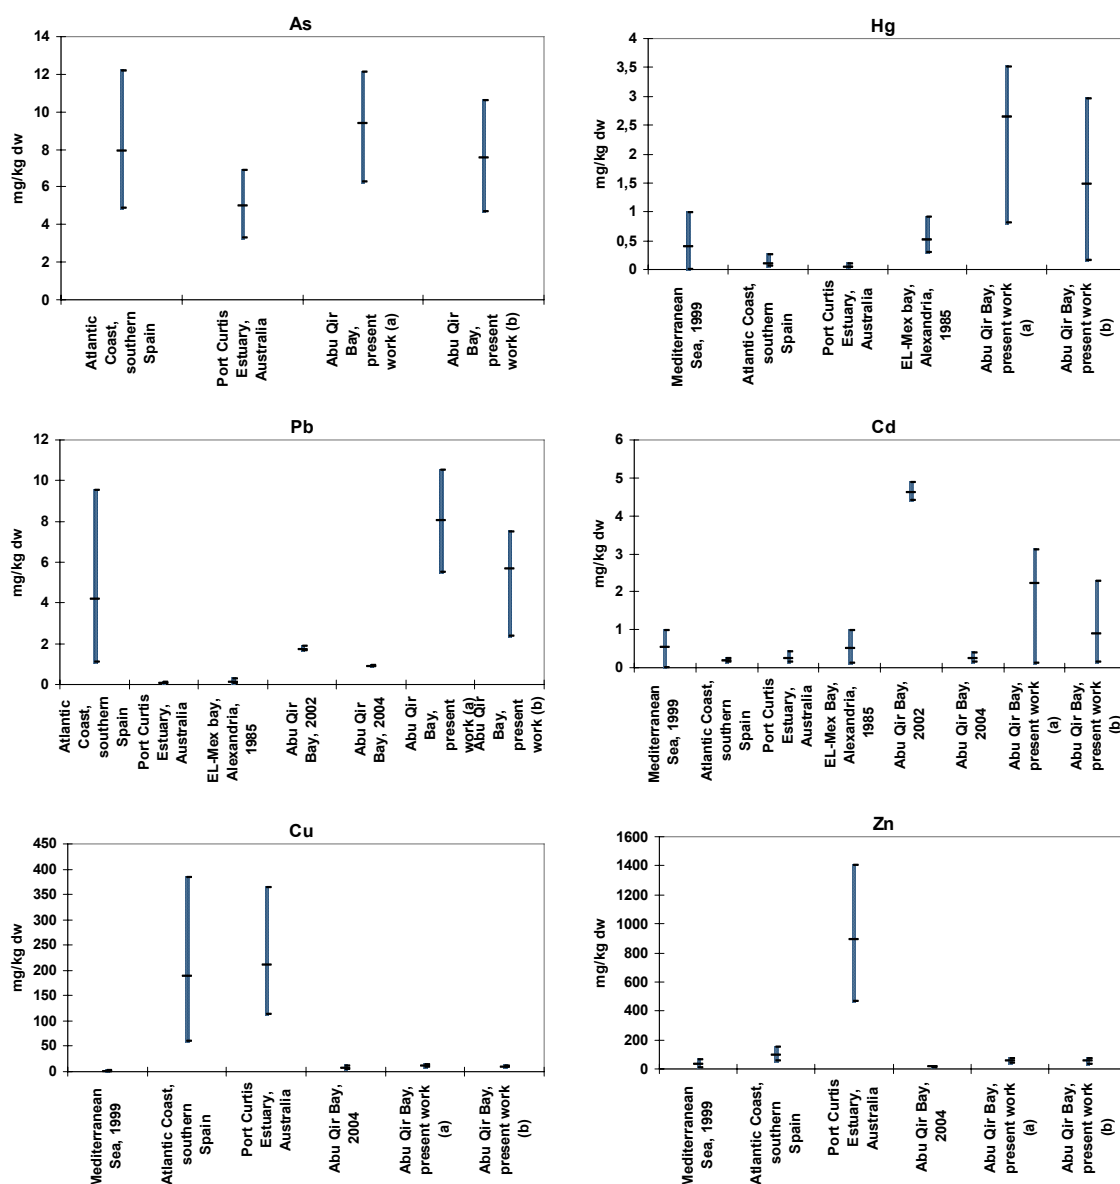 As
14
12
10
8
6
4
2
0
mg/kg dw
Atlantic
Coast,
southern
Spain
Port Curtis
Estuary,
Australia
Abu Qir
Bay,
present
work (a)
Abu Qir
Bay,
present
work (b)
Hg
4
3,5
3
2,5
2
1,5
1
0,5
0
mg/kg dw
Mediterranean
Sea, 1999
Atlantic Coast,
southern
Spain
Port Curtis
Estuary,
Australia
EL-Mex bay,
Alexandria,
1985
Abu Qir Bay,
present work
(a)
Abu Qir Bay,
present work
(b)
Pb
12
10
8
6
4
2
0
mg/kg dw
Atlantic
Coast,
southern
Spain
Port Curtis
Estuary,
Australia
EL-Mex bay,
Alexandria,
1985
Abu Qir
Bay, 2002
Abu Qir
Bay, 2004
Abu Qir
Bay,
present
work (a)
Abu Qir
Bay,
present
work (b)
Cd
6
5
4
3
2
1
0
mg/kg dw
Mediterranean
Sea, 1999
Atlantic Coast,
southern
Spain
Port Curtis
Estuary,
Australia
EL-Mex Bay,
Alexandria,
1985
Abu Qir Bay,
2002
Abu Qir Bay,
2004
Abu Qir Bay,
present work
(a)
Abu Qir Bay,
present work
(b)
Cu
450
400
350
300
250
200
150
100
50
0
mg/kg dw
Mediterranean
Sea, 1999
Atlantic Coast,
southern
Spain
Port Curtis
Estuary,
Australia
Abu Qir Bay,
2004
Abu Qir Bay,
present work
(a)
Abu Qir Bay,
present work
(b)
Zn
1600
1400
1200
1000
800
600
400
200
0
mg/kg dw
Mediterranean
Sea, 1999
Atlantic Coast,
southern
Spain
Port Curtis
Estuary,
Australia
Abu Qir Bay,
2004
Abu Qir Bay,
present work
(a)
Abu Qir Bay,
present work
(b)